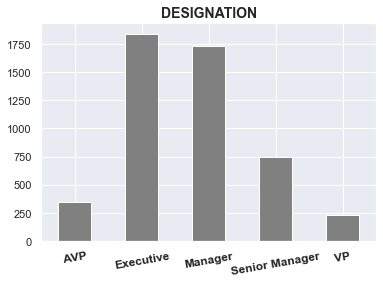 DESIGNATION
1750
1500
1250
1000
750
500
250
0
AVP
Executive
Manager
Senior Manager
VP